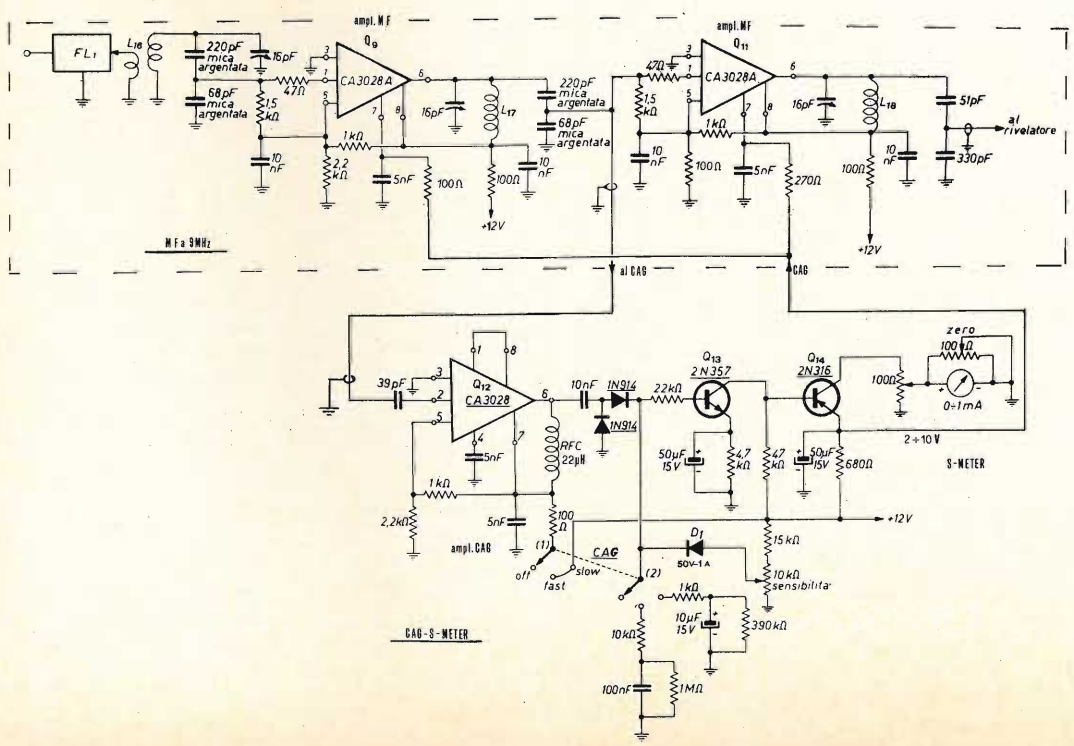 ampl. MF
Q9
FL1
L16
220pF
mica
argentata
16pF
68pF
mica
argentata
47Ω
3
1
5
CA3028A
6
7
8
1,5
kΩ
10
nF
2,2
kΩ
1kΩ
5nF
100Ω
16pF
L17
100Ω
+12V
10
nF
220pF
mica
argentata
68pF
mica
argentata
ampl. MF
Q11
47Ω
3
1
5
CA3028A
6
7
8
1,5
kΩ
10
nF
100Ω
1kΩ
5nF
270Ω
16pF
L18
100Ω
+12V
10
nF
51pF
330pF
al
rivelatore
MF a 9MHz
al CAG
CAG
39pF
3
2
5
Q12
CA3028
1
8
6
4
7
5nF
1kΩ
2,2kΩ
5nF
RFC
22µH
100
Ω
ampl. CAG
10nF
1N914
1N914
22kΩ
Q13
2N357
50µF
15V
4,7
kΩ
47
kΩ
Q14
2N316
50µF
15V
680Ω
100Ω
zero
100Ω
0÷1mA
2÷10V
S-METER
+12V
(1)
CAG
off
fast
slow
(2)
D1
50V-1A
15kΩ
10kΩ
sensibilità
1kΩ
10µF
15V
390kΩ
10kΩ
100nF
1MΩ
CAG-S-METER